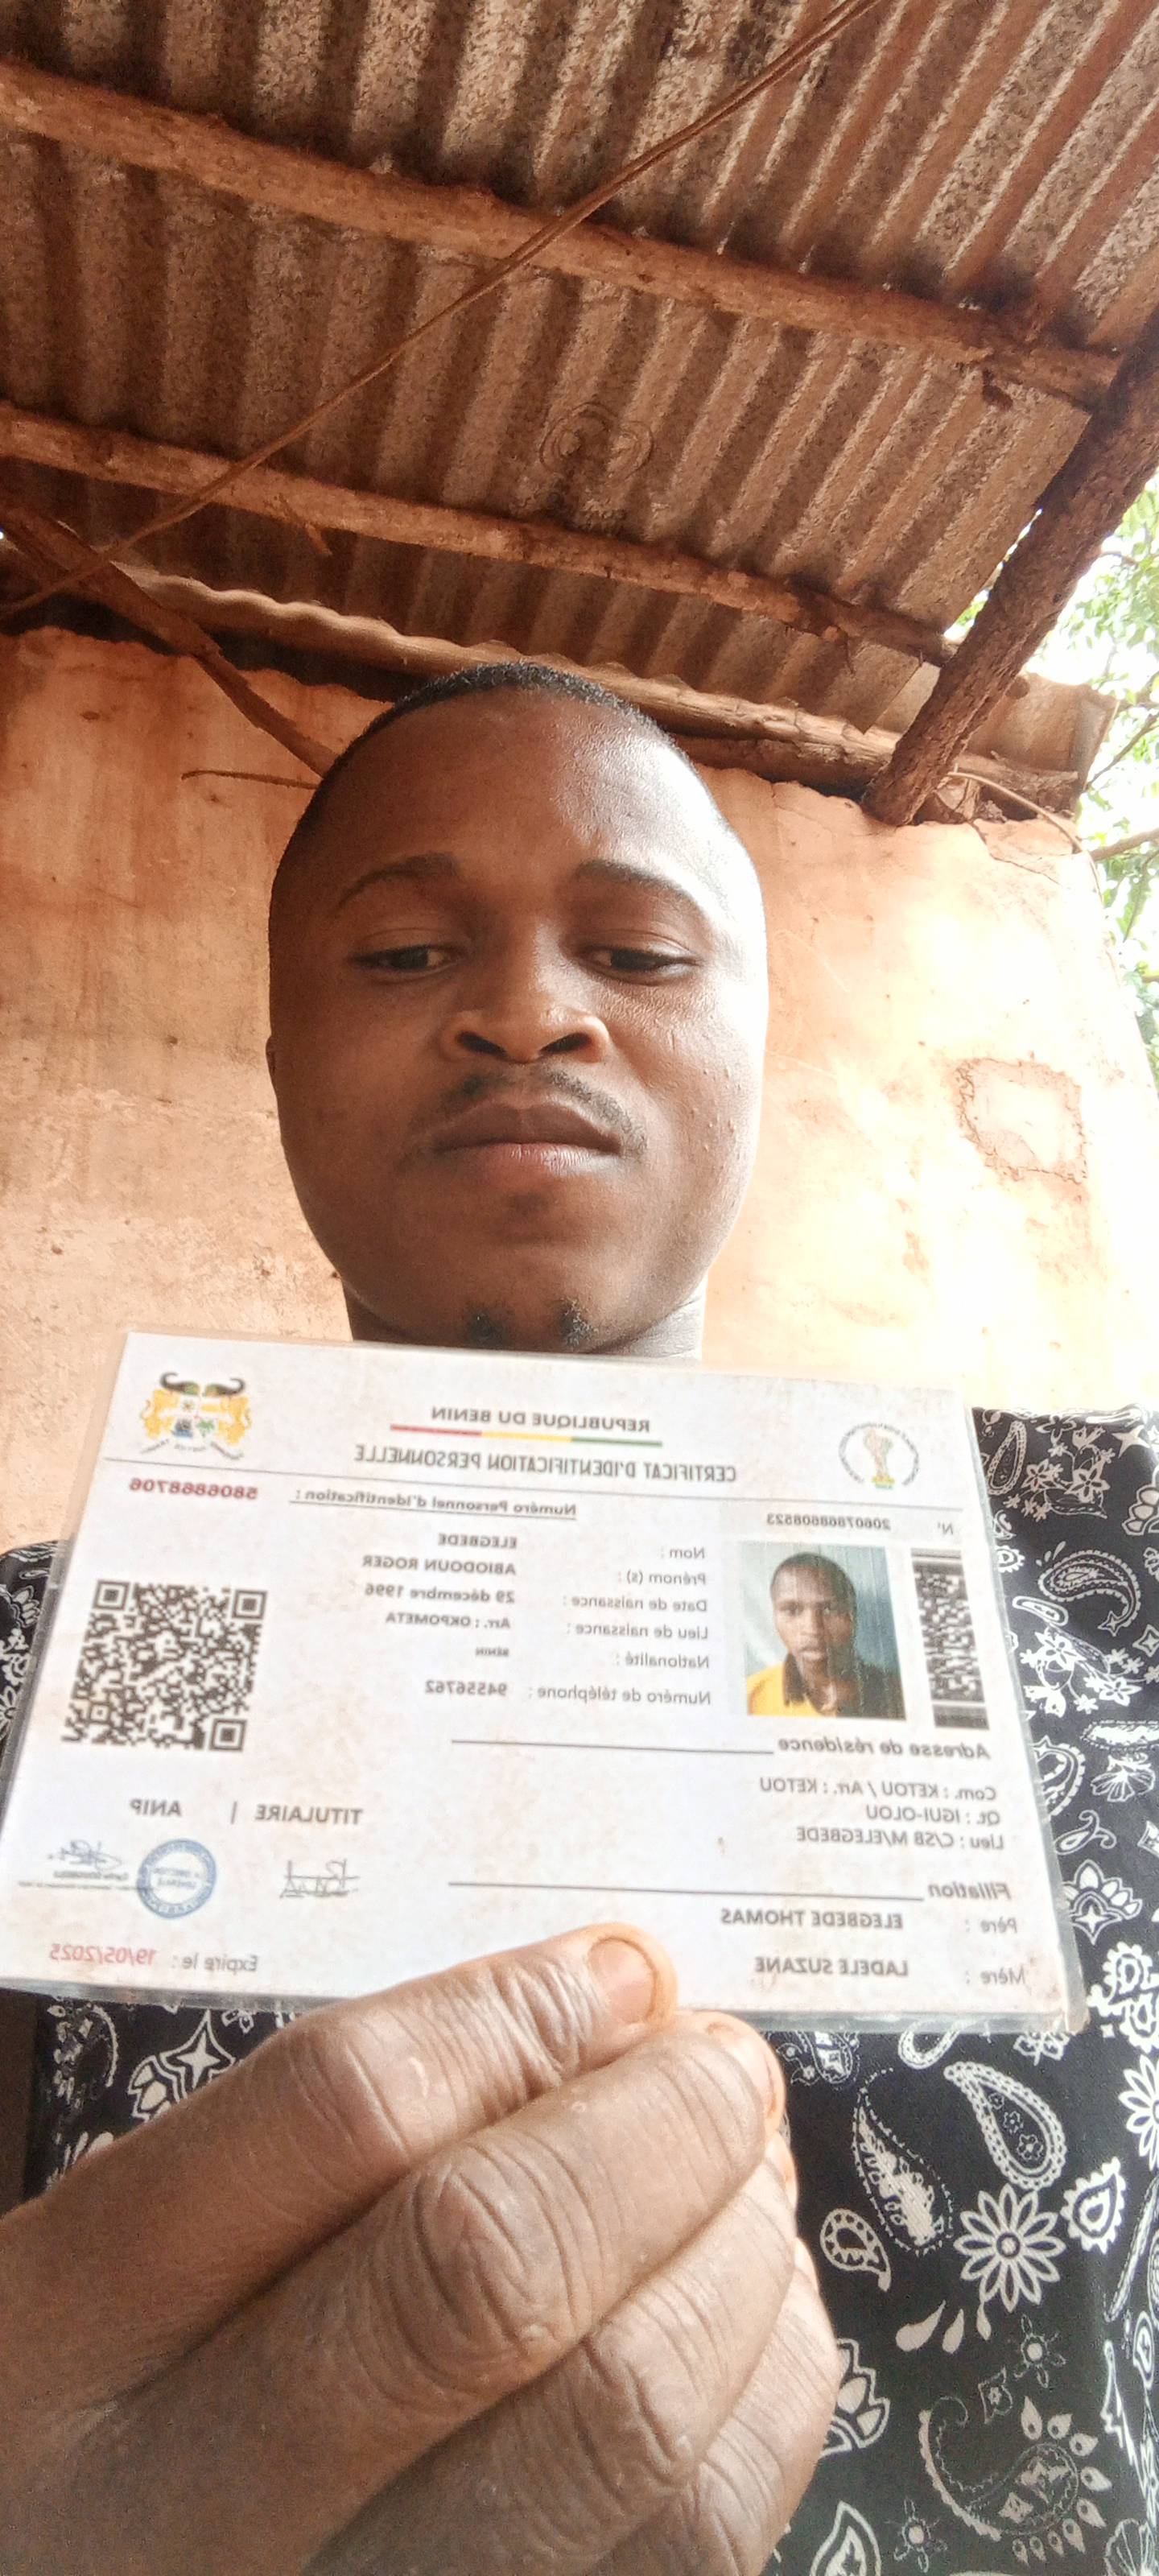 REPUBLIQUE DU BENIN
CERTIFICAT D'IDENTIFICATION PERSONNELLE
N° 2060786808523
Numéro Personnel d'Identification : 5806868706
Nom : ELEGBEDE
Prénom (s) : ABIODOUN ROGER
Date de naissance : 29 décembre 1996
Lieu de naissance : Arr. : OKPOMETA
Nationalité : BENIN
Numéro de téléphone : 94556762
Adresse de résidence
Com. : KETOU / Arr. : KETOU
Qt. : IGUI-OLOU
Lieu : C/SB M/ELEGBEDE
TITULAIRE | ANIP
Filiation
Père : ELEGBEDE THOMAS
Mère : LADELE SUZANE
Expire le : 19/05/2025